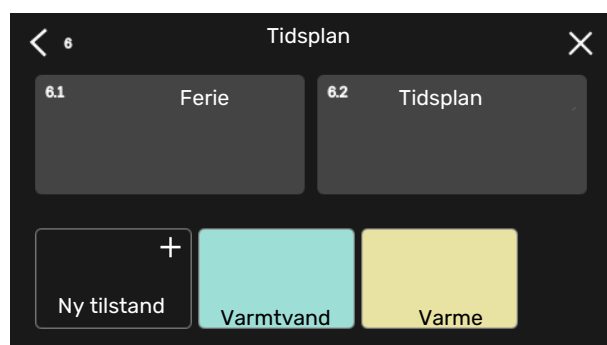 6 Tidsplan
6.1 Ferie
6.2 Tidsplan
+
Ny tilstand
Varmtvand
Varme